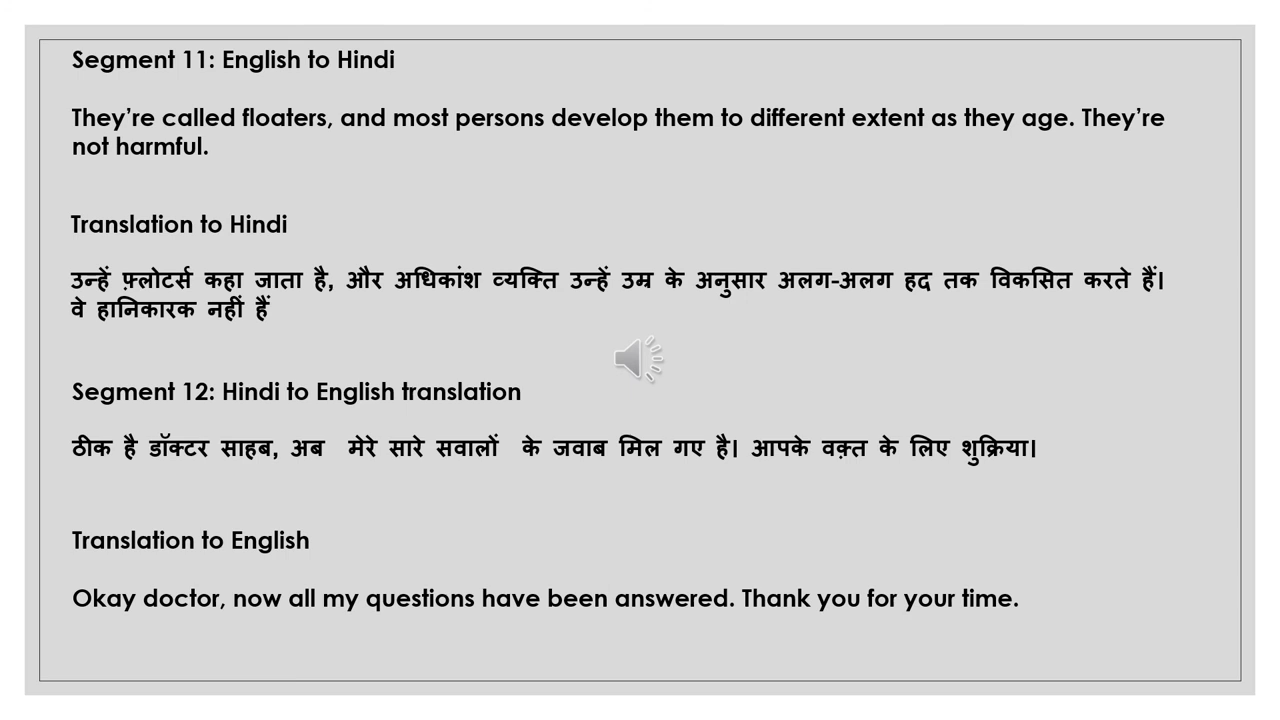 Segment 11: English to Hindi
They’re called floaters, and most persons develop them to different extent as they age. They’re
not harmful.
Translation to Hindi
उन्हें फ़्लोटर्स कहा जाता है, और अधिकांश व्यक्ति उन्हें उम्र के अनुसार अलग-अलग हद तक विकसित करते हैं।
वे हानिकारक नहीं हैं
Segment 12: Hindi to English translation
ठीक है डॉक्टर साहब, अब मेरे सारे सवालों के जवाब मिल गए है। आपके वक़्त के लिए शुक्रिया।
Translation to English
Okay doctor, now all my questions have been answered. Thank you for your time.